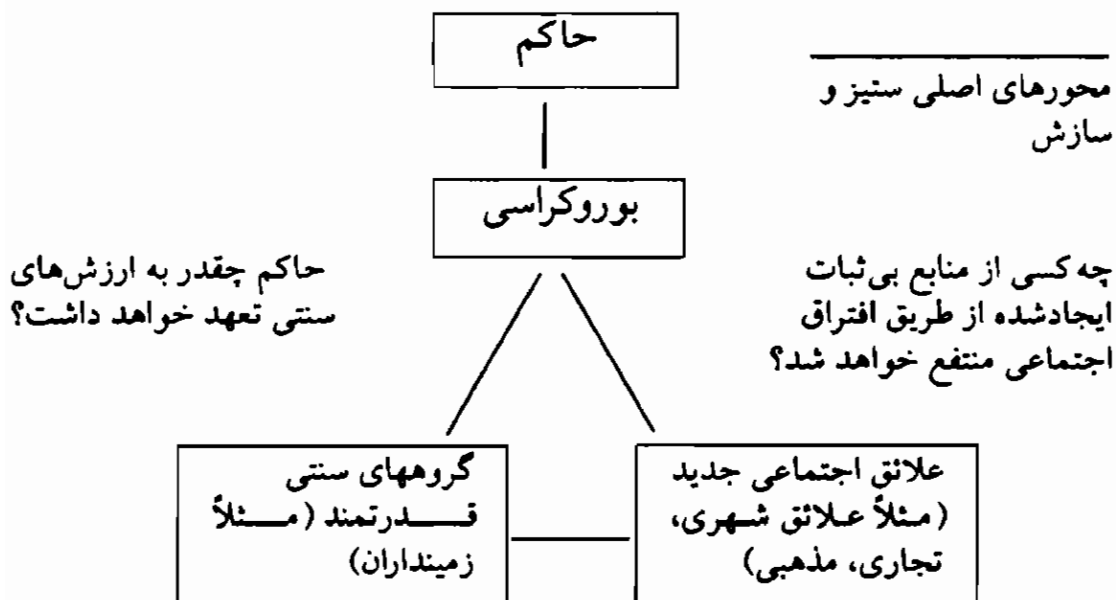 حاکم
محورهای اصلی ستیز و
سازش
بوروکراسی
چه‌کسی از منابع بی‌ثبات
ایجادشده از طریق افتراق
اجتماعی منتفع خواهد شد؟
حاکم چقدر به ارزش‌های
سنتی تعهد خواهد داشت؟
علائق اجتماعی جدید
(مثلاً علائق شهری،
تجاری، مذهبی)
گروههای سنتی
قدرتمند (مثلاً
زمینداران)